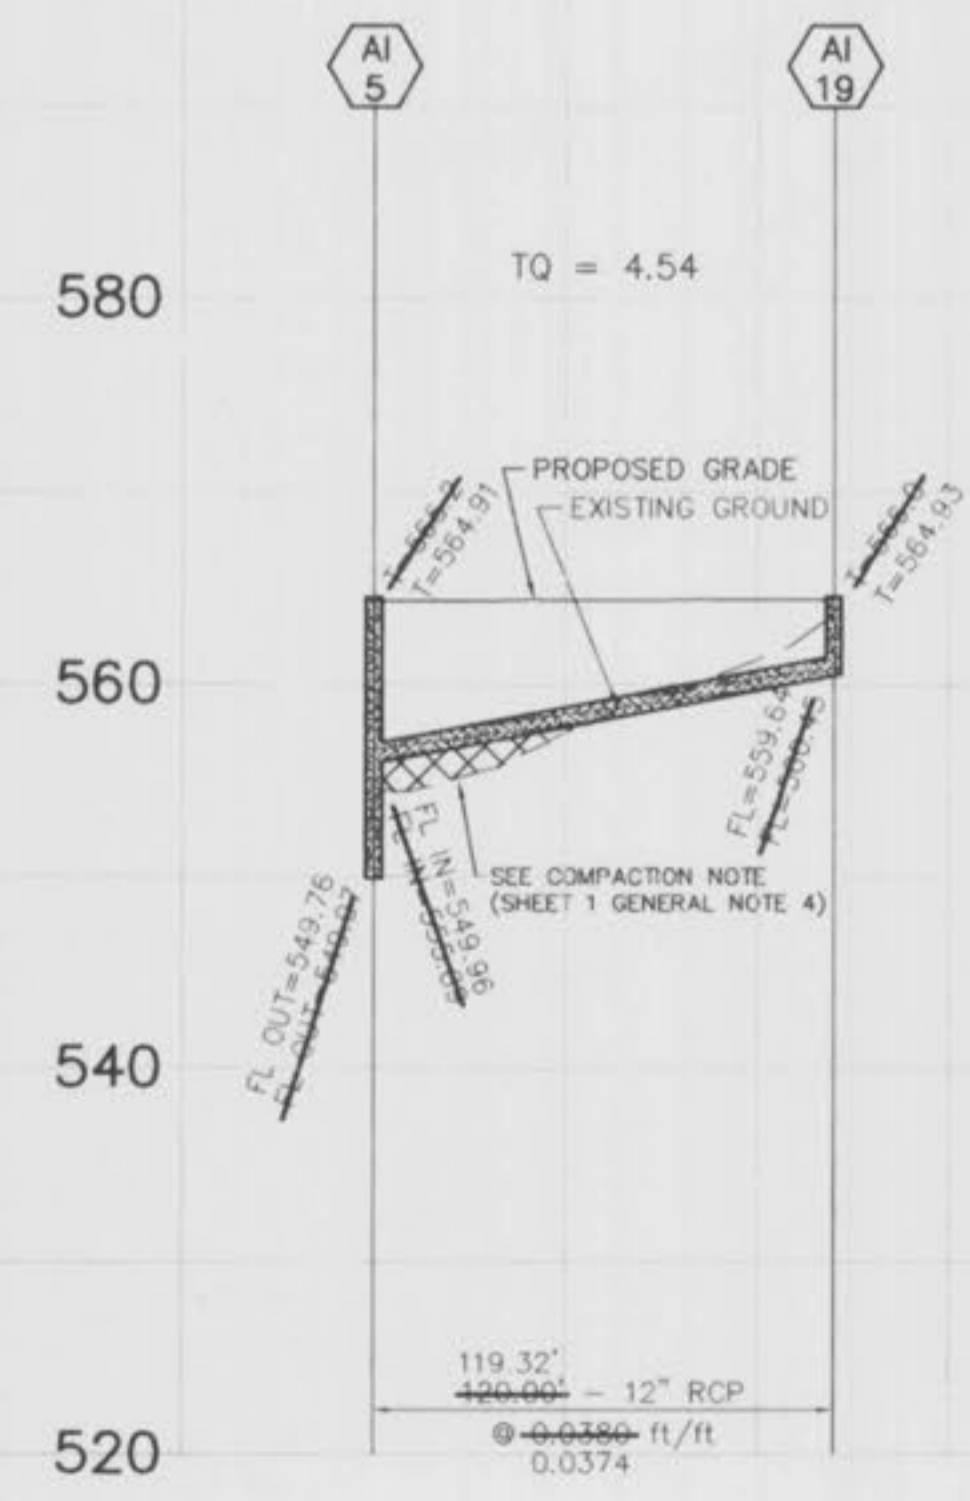 AI
5
AI
19
TQ = 4.54
580
PROPOSED GRADE
EXISTING GROUND
T=564.91
T=564.93
560
FL=559.64
FL IN=549.96
SEE COMPACTION NOTE
(SHEET 1 GENERAL NOTE 4)
FL OUT=549.76
540
119.32'
120.00' - 12" RCP
@ 0.0380 ft/ft
0.0374
520